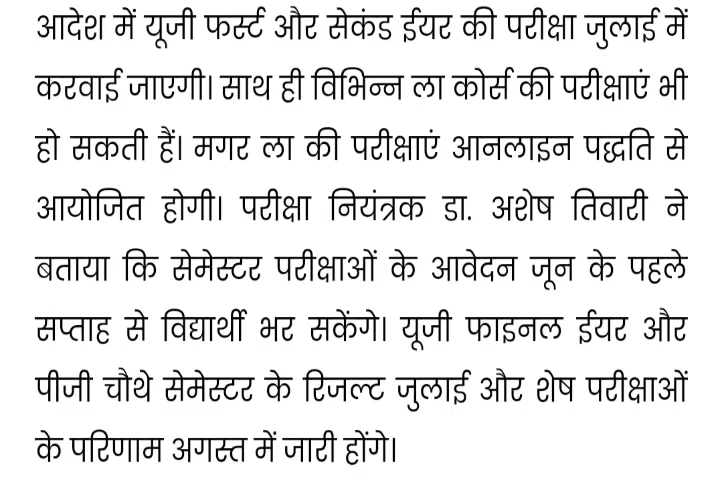 आदेश में यूजी फर्स्ट और सेकंड ईयर की परीक्षा जुलाई में
करवाई जाएगी। साथ ही विभिन्न ला कोर्स की परीक्षाएं भी
हो सकती हैं। मगर ला की परीक्षाएं आनलाइन पद्धति से
आयोजित होगी। परीक्षा नियंत्रक डा. अशेष तिवारी ने
बताया कि सेमेस्टर परीक्षाओं के आवेदन जून के पहले
सप्ताह से विद्यार्थी भर सकेंगे। यूजी फाइनल ईयर और
पीजी चौथे सेमेस्टर के रिजल्ट जुलाई और शेष परीक्षाओं
के परिणाम अगस्त में जारी होंगे।